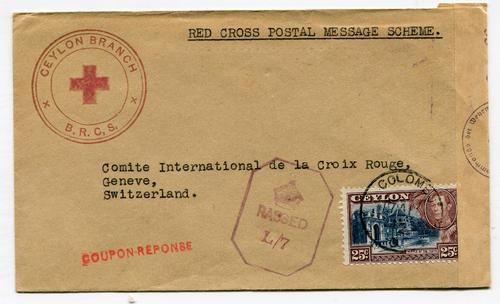 RED CROSS POSTAL MESSAGE SCHEME.
CEYLON BRANCH
B.R.C.S.
Comite International de la Croix Rouge,
Geneve,
Switzerland.
PASSED
L/7
COUPON-REPONSE
COLOMBO
CEYLON
25c 25c